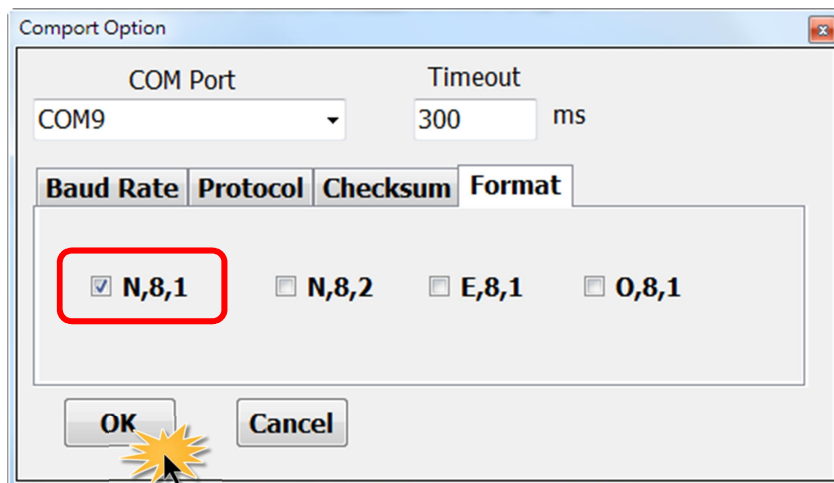 Comport Option
COM Port Timeout
COM9 300 ms
Baud Rate Protocol Checksum Format
N,8,1 N,8,2 E,8,1 O,8,1
OK Cancel